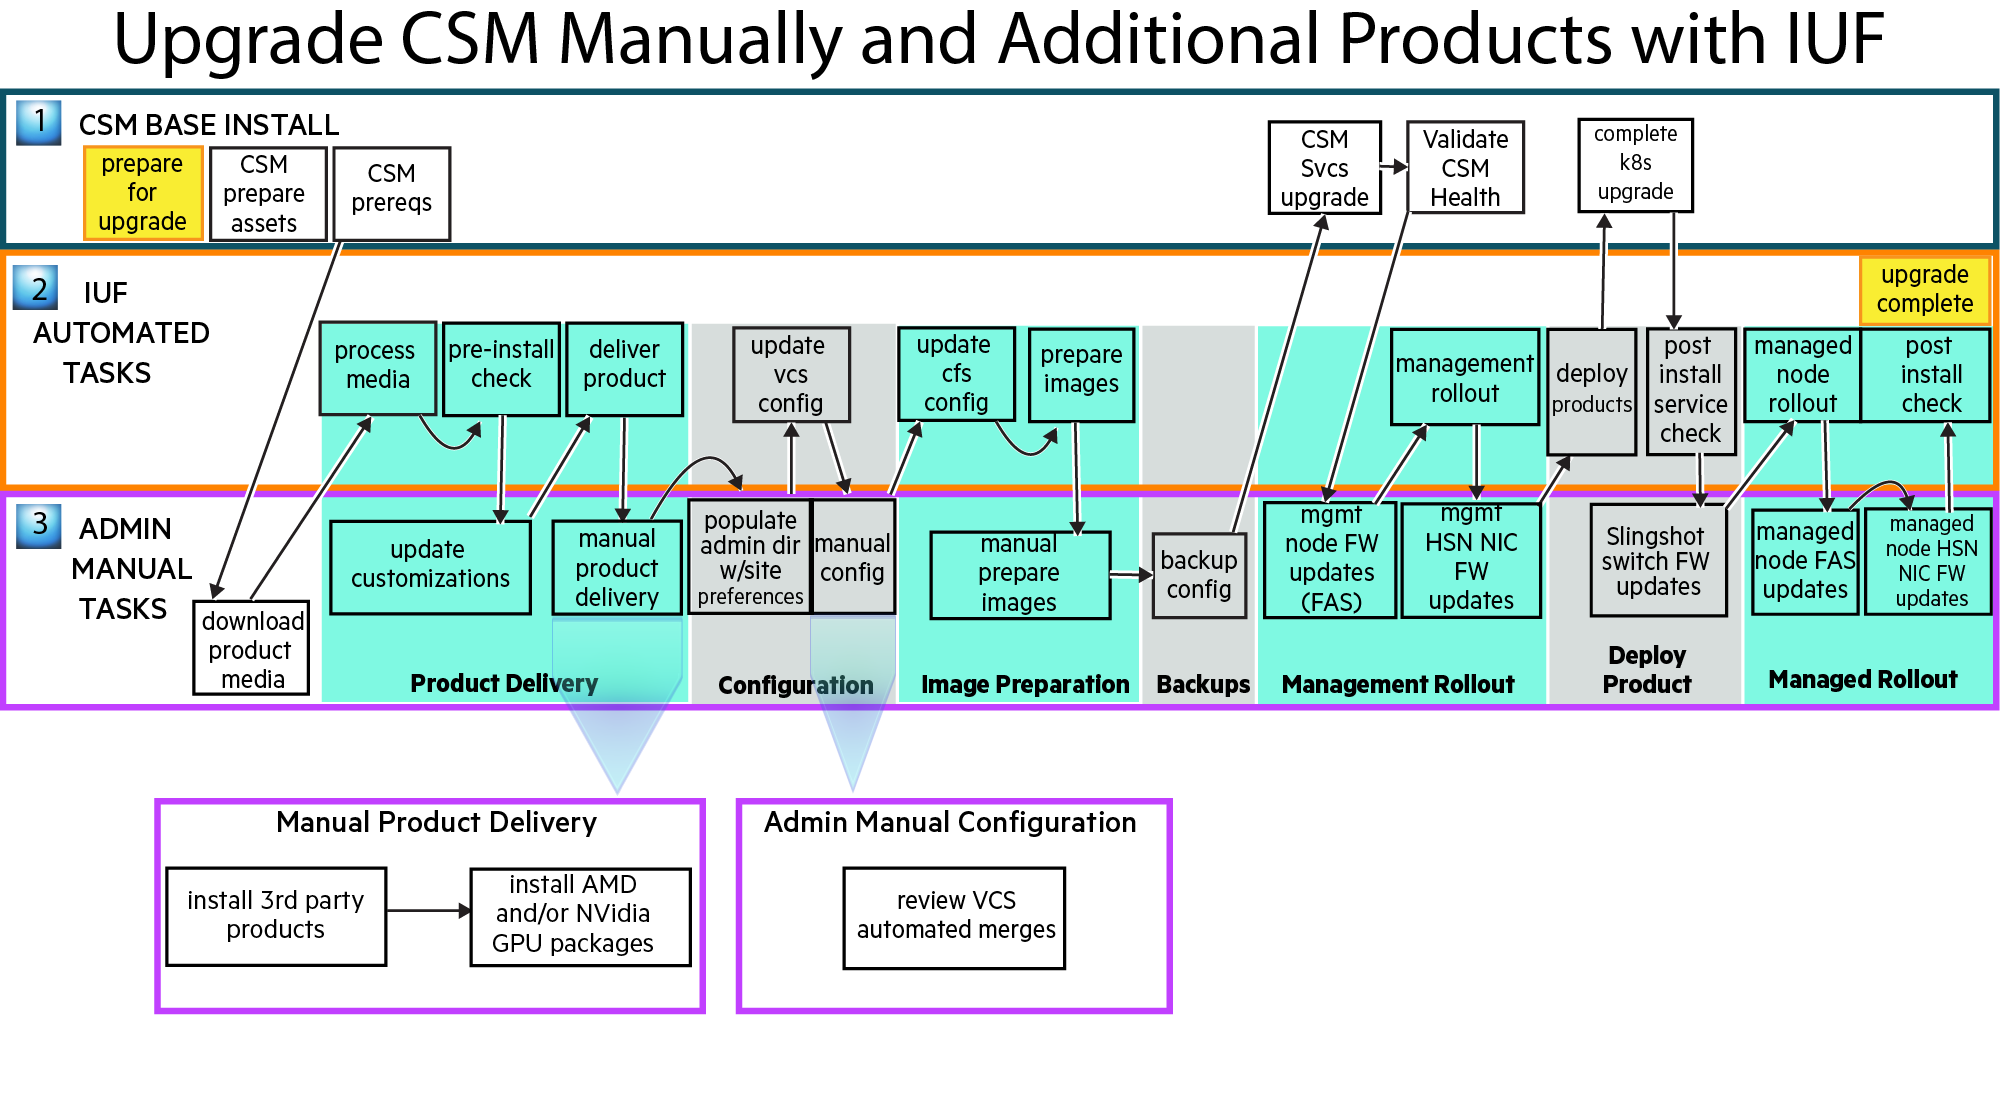 Upgrade CSM Manually and Additional Products with IUF
1
CSM BASE INSTALL
prepare
for
upgrade
CSM
prepare
assets
CSM
prereqs
CSM
Svcs
upgrade
Validate
CSM
Health
complete
k8s
upgrade
2
IUF
AUTOMATED
TASKS
process
media
pre-install
check
deliver
product
update
vcs
config
update
cfs
config
prepare
images
management
rollout
deploy
products
post
install
service
check
managed
node
rollout
upgrade
complete
post
install
check
3
ADMIN
MANUAL
TASKS
download
product
media
update
customizations
manual
product
delivery
populate
admin dir
w/site
preferences
manual
config
manual
prepare
images
backup
config
mgmt
node FW
updates
(FAS)
mgmt
HSN NIC
FW
updates
Slingshot
switch FW
updates
managed
node FAS
updates
managed
node HSN
NIC FW
updates
Product Delivery
Configuration
Image Preparation
Backups
Management Rollout
Deploy
Product
Managed Rollout
Manual Product Delivery
install 3rd party
products
install AMD
and/or NVidia
GPU packages
Admin Manual Configuration
review VCS
automated merges